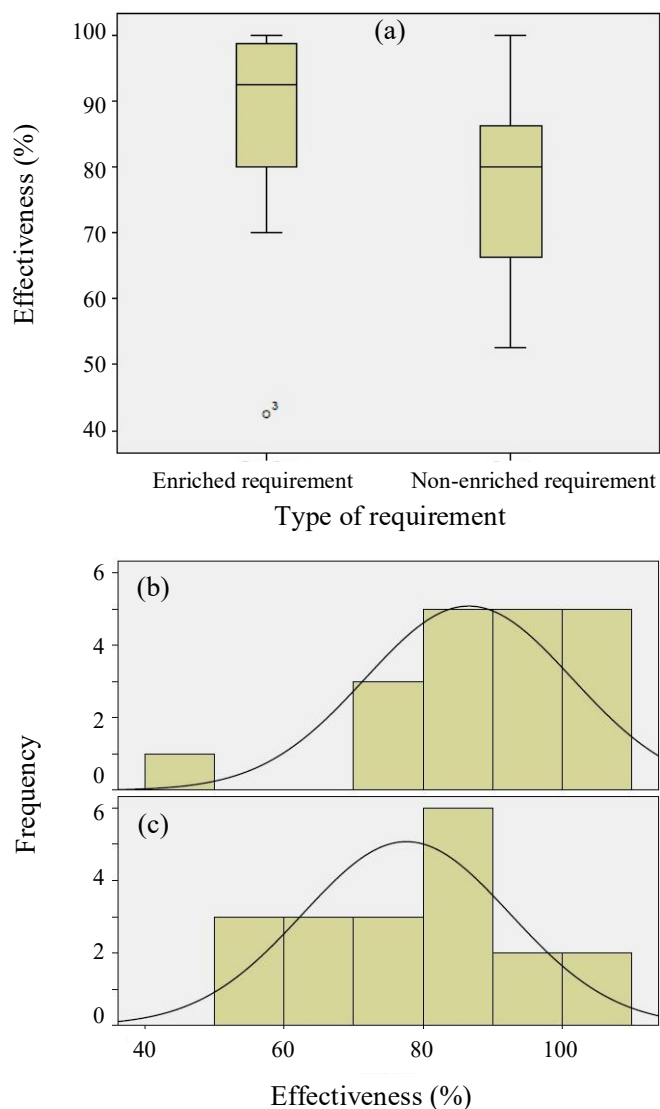 (a)
100
90
80
70
60
50
40
Effectiveness (%)
3
Enriched requirement Non-enriched requirement
Type of requirement
(b)
6
4
2
0
Frequency
(c)
6
4
2
0
40 60 80 100
Effectiveness (%)